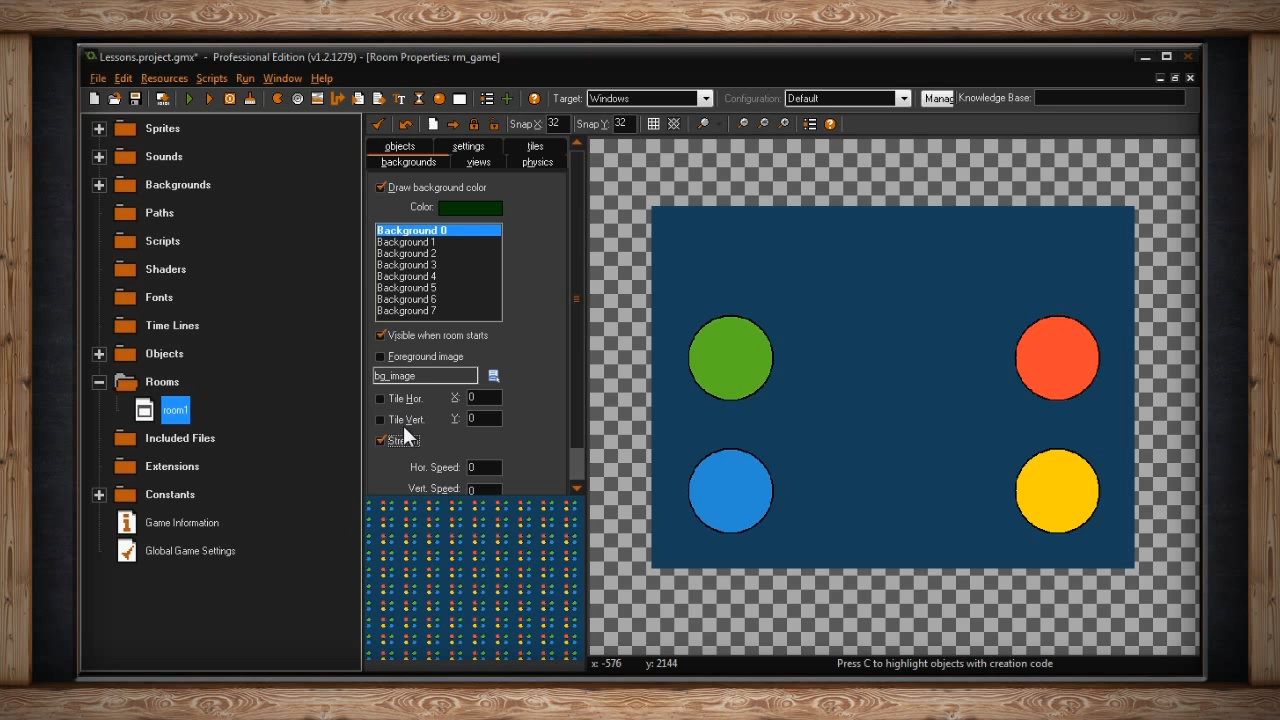 Lessons.project.gmx* - Professional Edition (v1.2.1279) - [Room Properties: rm_game]
File Edit Resources Scripts Run Window Help
Target: Windows Configuration: Default Manag Knowledge Base:
Snap X: 32 Snap Y: 32
Sprites
Sounds
Backgrounds
Paths
Scripts
Shaders
Fonts
Time Lines
Objects
Rooms
room1
Included Files
Extensions
Constants
Game Information
Global Game Settings
objects settings tiles
backgrounds views physics
Draw background color
Color:
Background 0
Background 1
Background 2
Background 3
Background 4
Background 5
Background 6
Background 7
Visible when room starts
Foreground image
bg_image
Tile Hor. X: 0
Tile Vert. Y: 0
Hor. Speed: 0
Vert. Speed: 0
x: -576 y: 2144 Press C to highlight objects with creation code